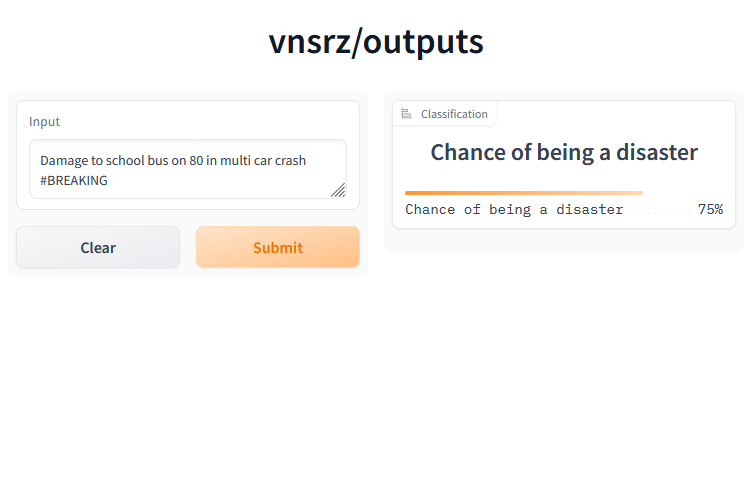 vnsrz/outputs
Input
Damage to school bus on 80 in multi car crash
#BREAKING
Clear
Submit
Classification
Chance of being a disaster
Chance of being a disaster 75%